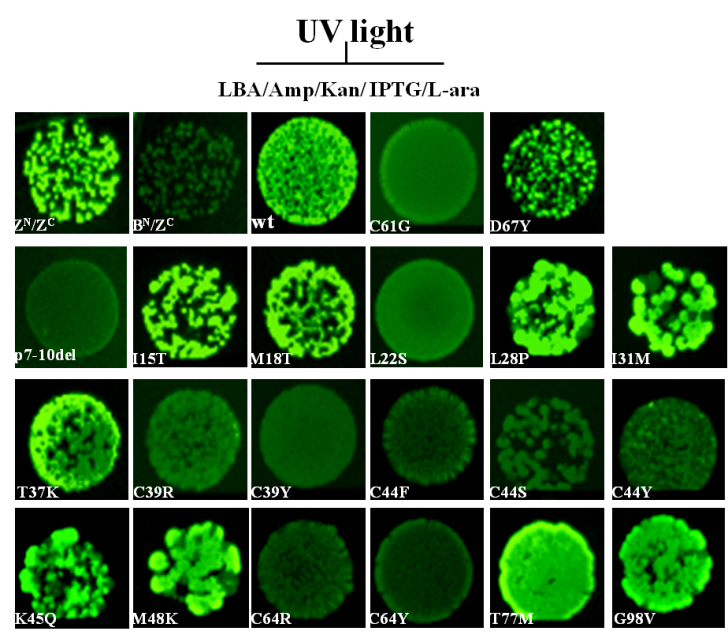 UV light
LBA/Amp/Kan/ IPTG/L-ara
Zᴺ/Zᶜ Bᴺ/Zᶜ wt C61G D67Y
p7-10del I15T M18T L22S L28P I31M
T37K C39R C39Y C44F C44S C44Y
K45Q M48K C64R C64Y T77M G98V